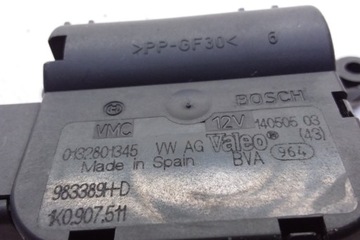 >PP-GF30< 6
BOSCH
VMC 12V 140505 03
0132801345 VW AG Valeo (43)
Made in Spain BVA 964
983389H-D
1K0.907.511